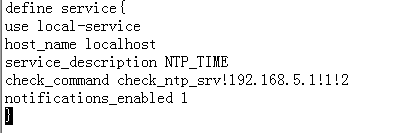 define service{
use local-service
host_name localhost
service_description NTP_TIME
check_command check_ntp_srv!192.168.5.1!1!2
notifications_enabled 1
}